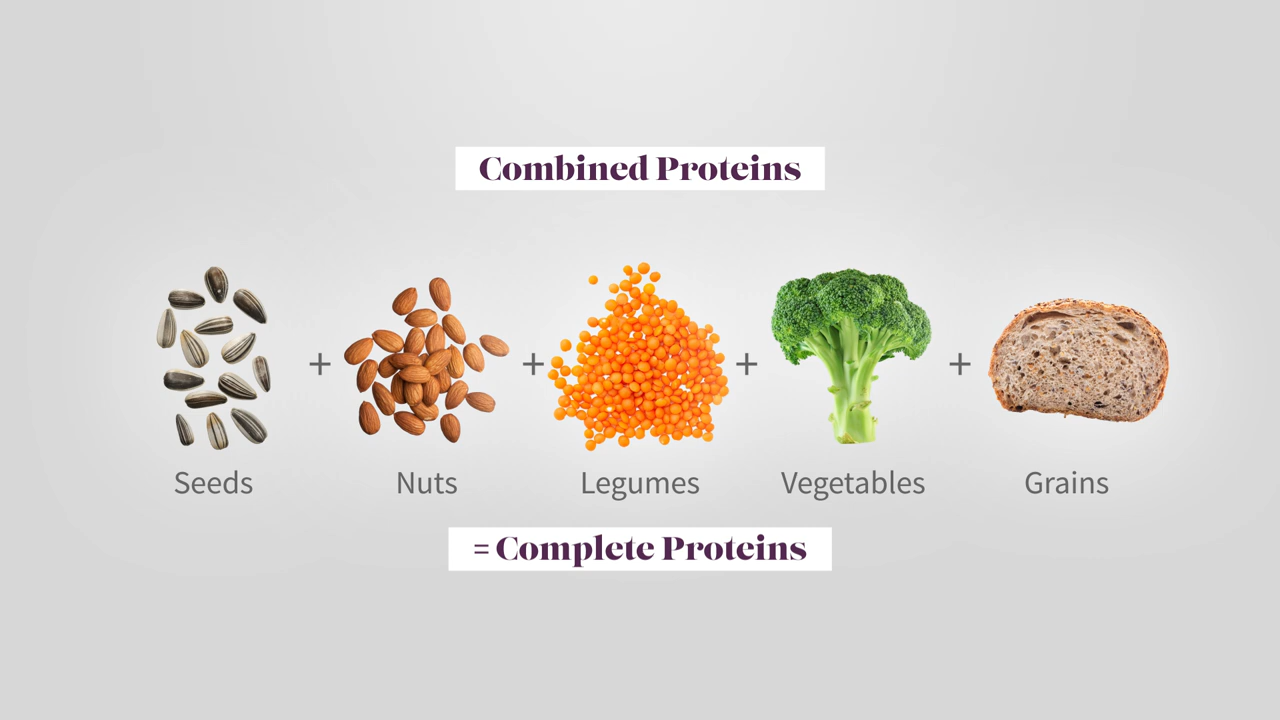 Combined Proteins
+ + + +
Seeds Nuts Legumes Vegetables Grains
= Complete Proteins